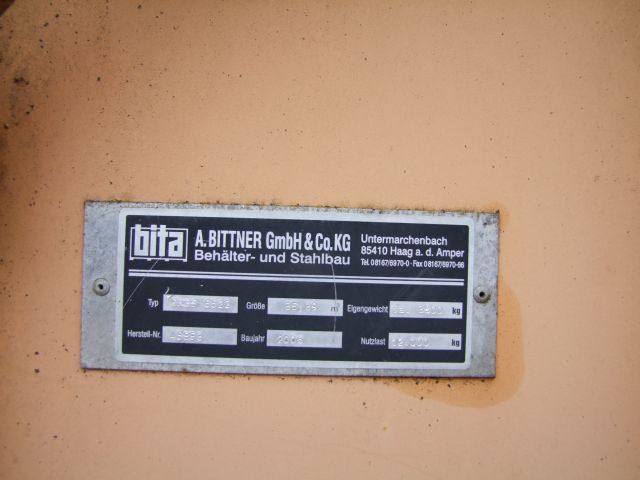 bita
A. BITTNER GmbH & Co. KG
Behälter- und Stahlbau
Untermarchenbach
85410 Haag a. d. Amper
Tel. 08167/6970-0 · Fax 08167/6970-66
Typ Größe m³ Eigengewicht kg
Herstell-Nr. Baujahr Nutzlast kg